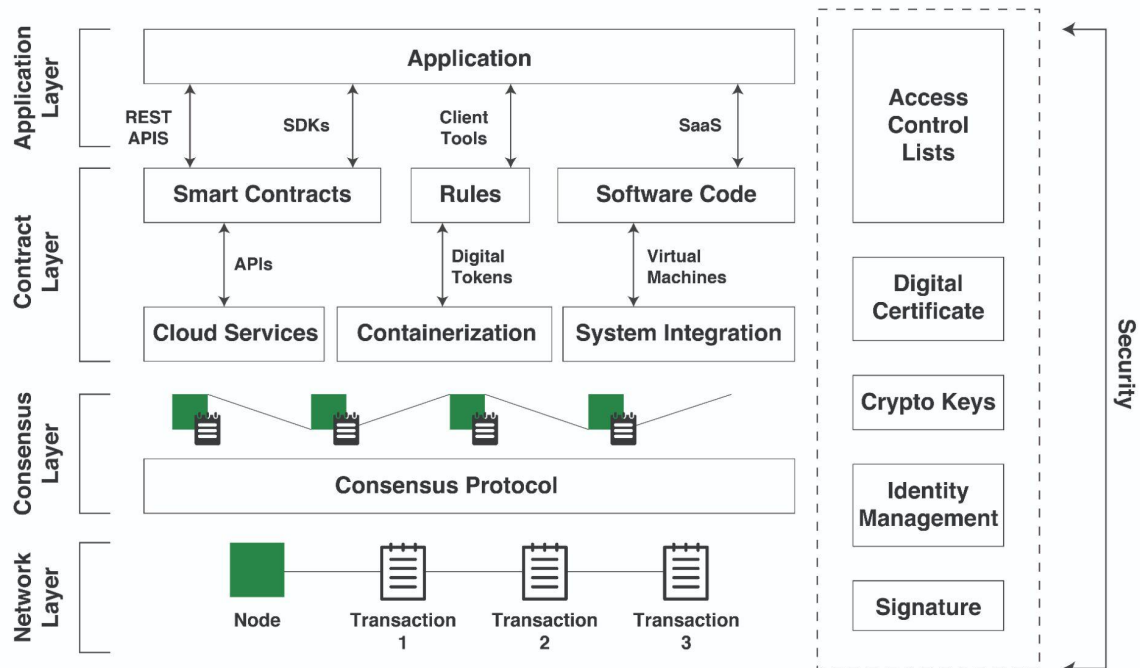 Application
Layer
Application
REST
APIS
SDKs
Client
Tools
SaaS
Contract
Layer
Smart Contracts
Rules
Software Code
APIs
Digital
Tokens
Virtual
Machines
Cloud Services
Containerization
System Integration
Consensus
Layer
Consensus Protocol
Network
Layer
Node
Transaction
1
Transaction
2
Transaction
3
Access
Control
Lists
Digital
Certificate
Crypto Keys
Identity
Management
Signature
Security